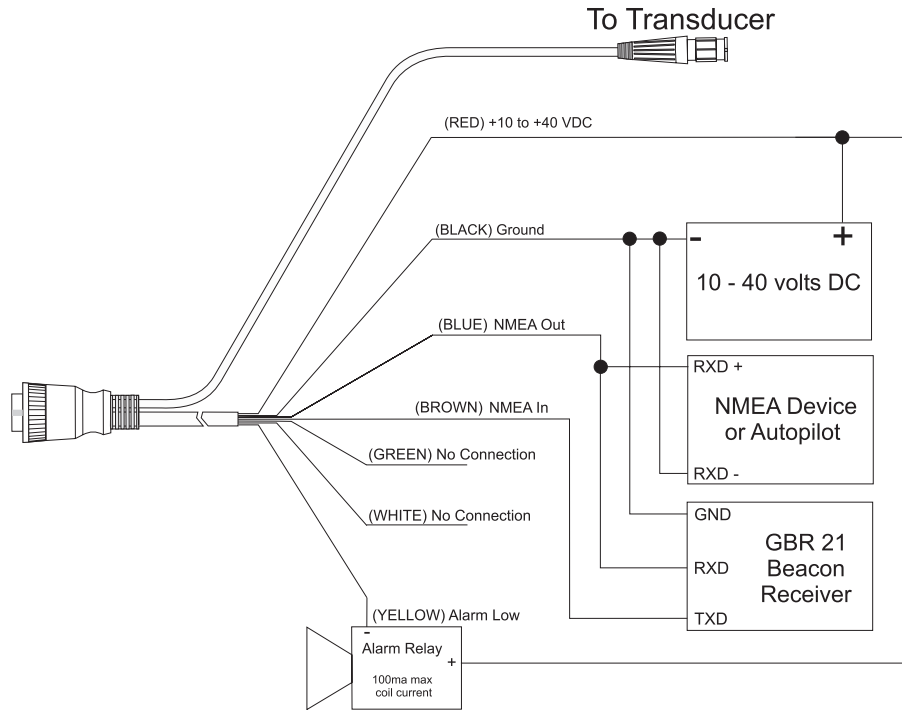 To Transducer
(RED) +10 to +40 VDC
(BLACK) Ground
- +
10 - 40 volts DC
(BLUE) NMEA Out
RXD +
NMEA Device
or Autopilot
RXD -
(BROWN) NMEA In
(GREEN) No Connection
(WHITE) No Connection
GND
GBR 21
Beacon
Receiver
RXD
TXD
(YELLOW) Alarm Low
-
Alarm Relay
+
100ma max
coil current